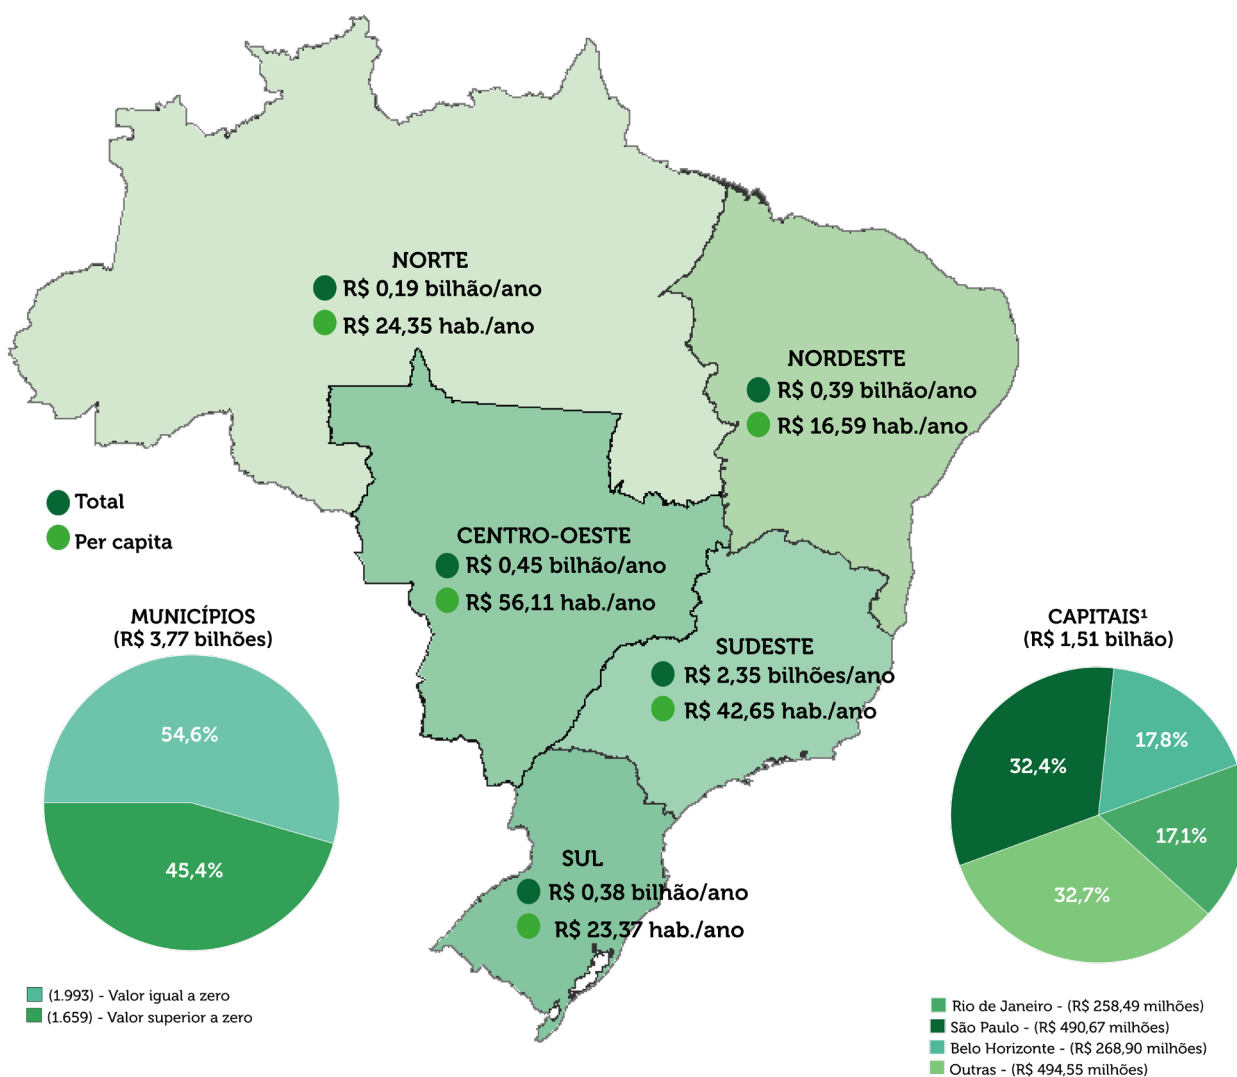 NORTE
R$ 0,19 bilhão/ano
R$ 24,35 hab./ano
NORDESTE
R$ 0,39 bilhão/ano
R$ 16,59 hab./ano
Total
Per capita
CENTRO-OESTE
R$ 0,45 bilhão/ano
R$ 56,11 hab./ano
SUDESTE
R$ 2,35 bilhões/ano
R$ 42,65 hab./ano
SUL
R$ 0,38 bilhão/ano
R$ 23,37 hab./ano
MUNICÍPIOS
(R$ 3,77 bilhões)
54,6%
45,4%
(1.993) - Valor igual a zero
(1.659) - Valor superior a zero
CAPITAIS¹
(R$ 1,51 bilhão)
17,8%
32,4%
17,1%
32,7%
Rio de Janeiro - (R$ 258,49 milhões)
São Paulo - (R$ 490,67 milhões)
Belo Horizonte - (R$ 268,90 milhões)
Outras - (R$ 494,55 milhões)